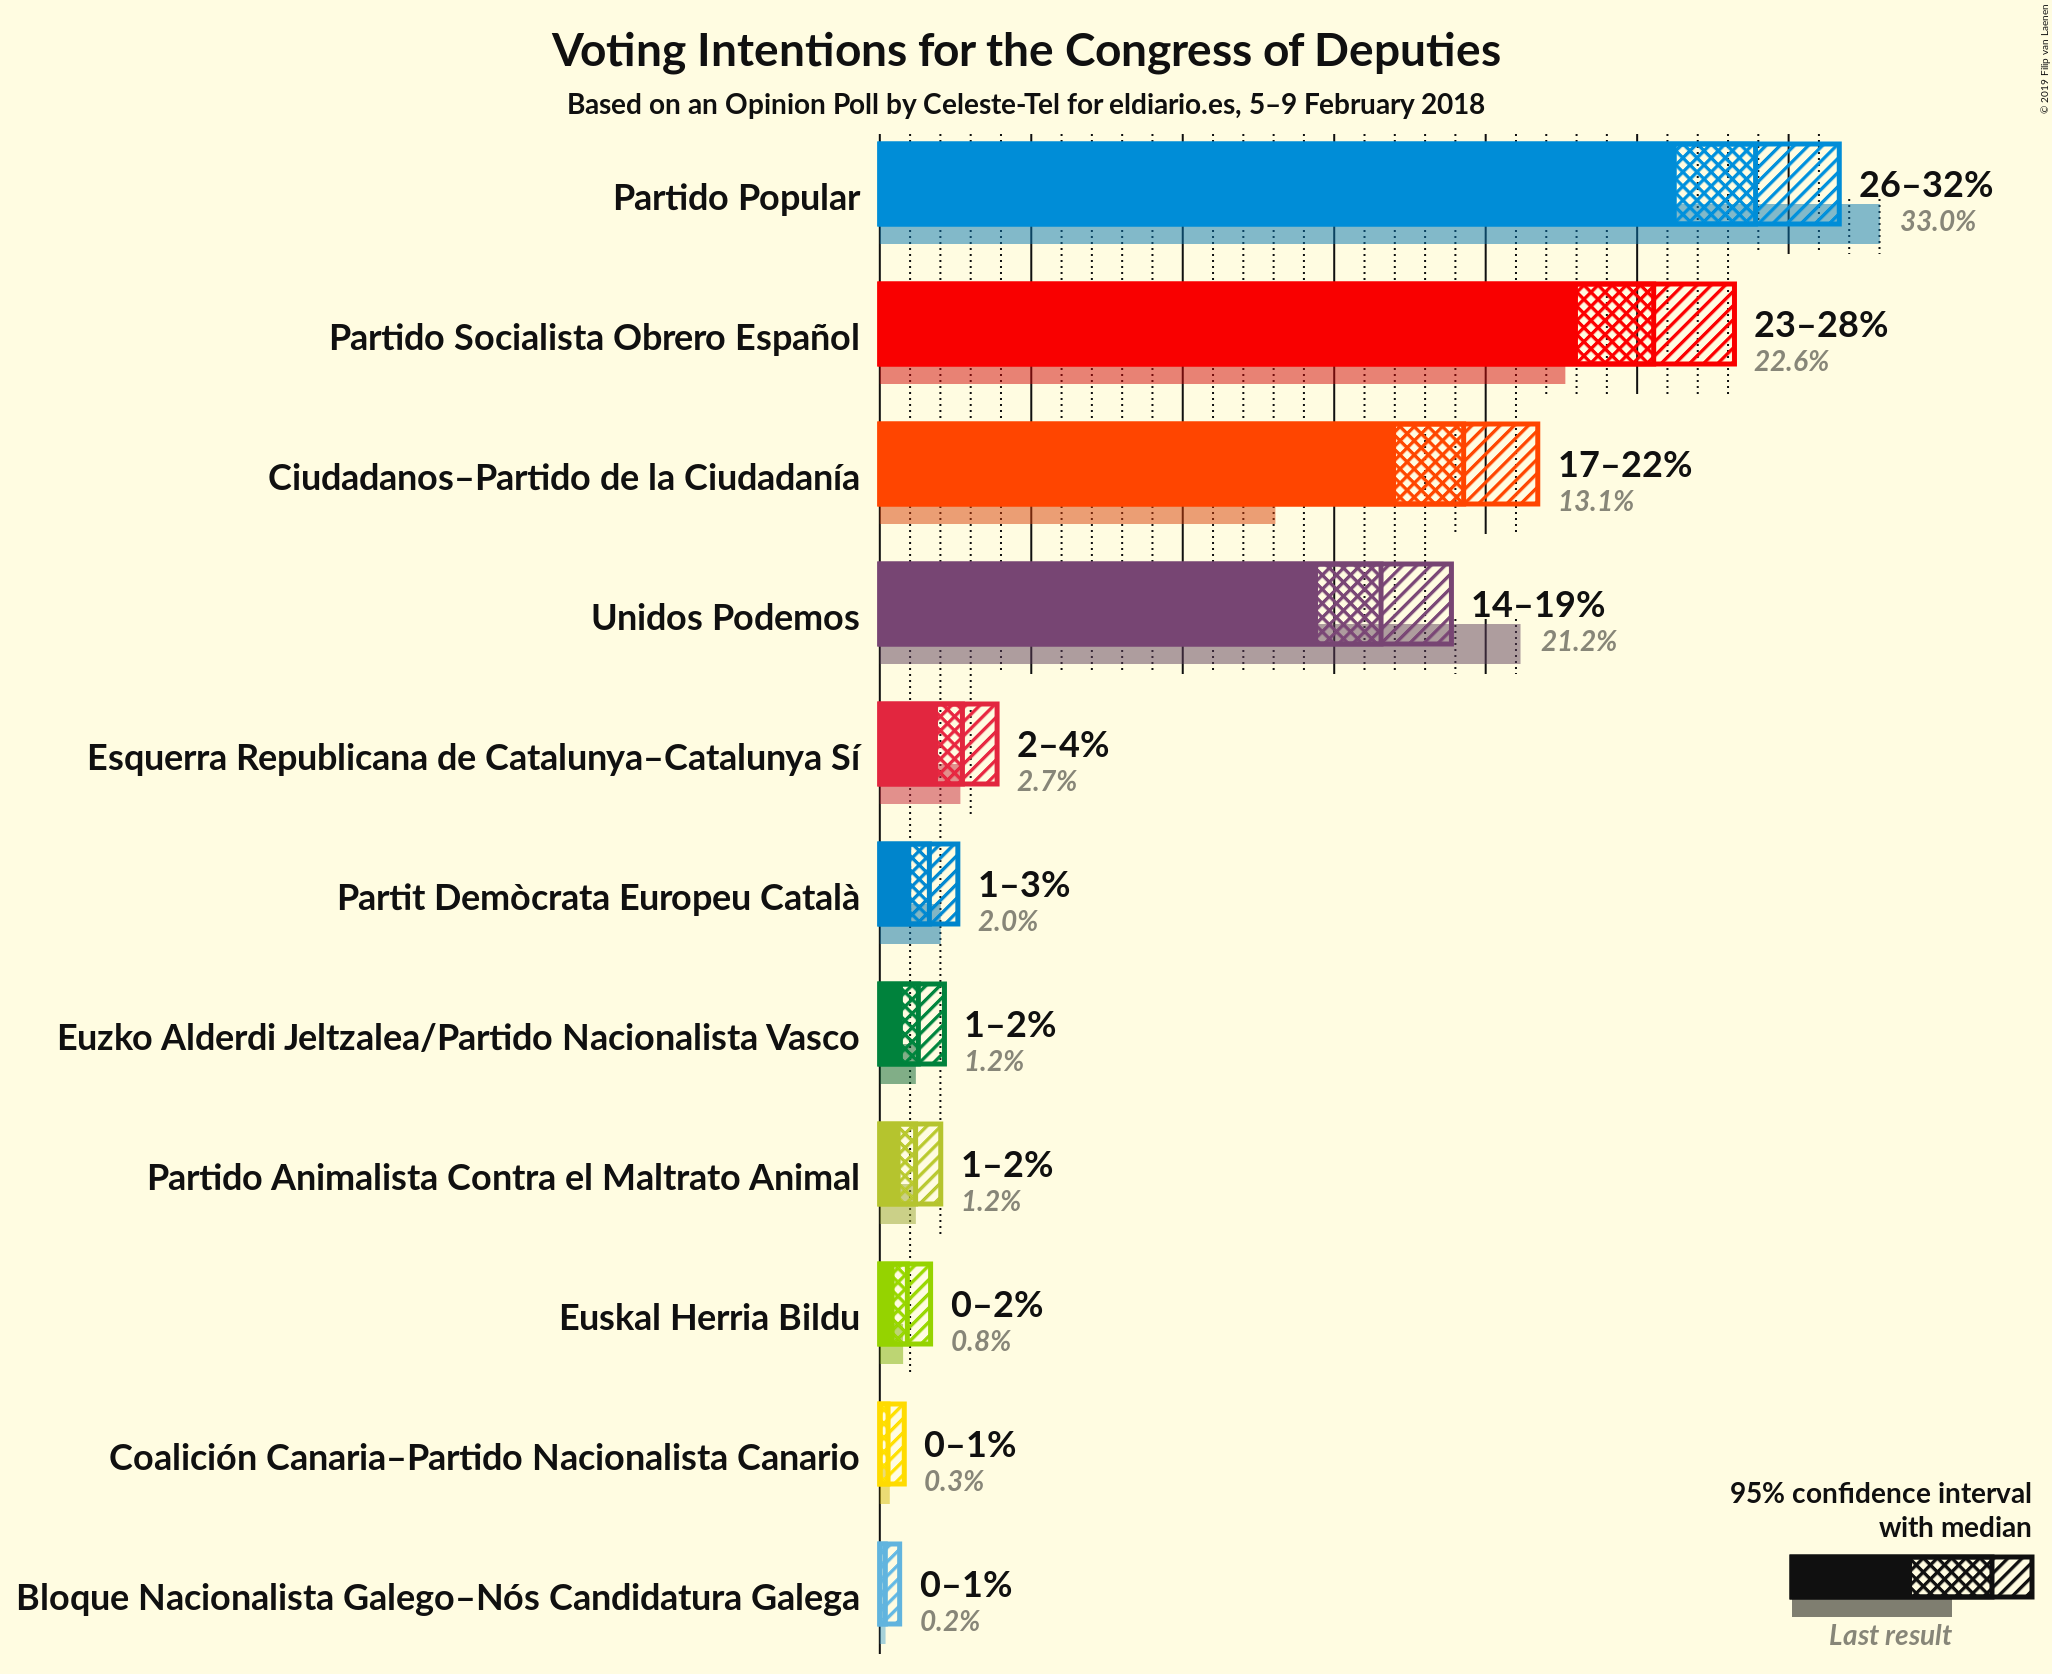 Voting Intentions for the Congress of Deputies
Based on an Opinion Poll by Celeste-Tel for eldiario.es, 5–9 February 2018
© 2019 Filip van Laenen
Partido Popular
26–32%
33.0%
Partido Socialista Obrero Español
23–28%
22.6%
Ciudadanos–Partido de la Ciudadanía
17–22%
13.1%
Unidos Podemos
14–19%
21.2%
Esquerra Republicana de Catalunya–Catalunya Sí
2–4%
2.7%
Partit Demòcrata Europeu Català
1–3%
2.0%
Euzko Alderdi Jeltzalea/Partido Nacionalista Vasco
1–2%
1.2%
Partido Animalista Contra el Maltrato Animal
1–2%
1.2%
Euskal Herria Bildu
0–2%
0.8%
Coalición Canaria–Partido Nacionalista Canario
0–1%
0.3%
Bloque Nacionalista Galego–Nós Candidatura Galega
0–1%
0.2%
95% confidence interval
with median
Last result